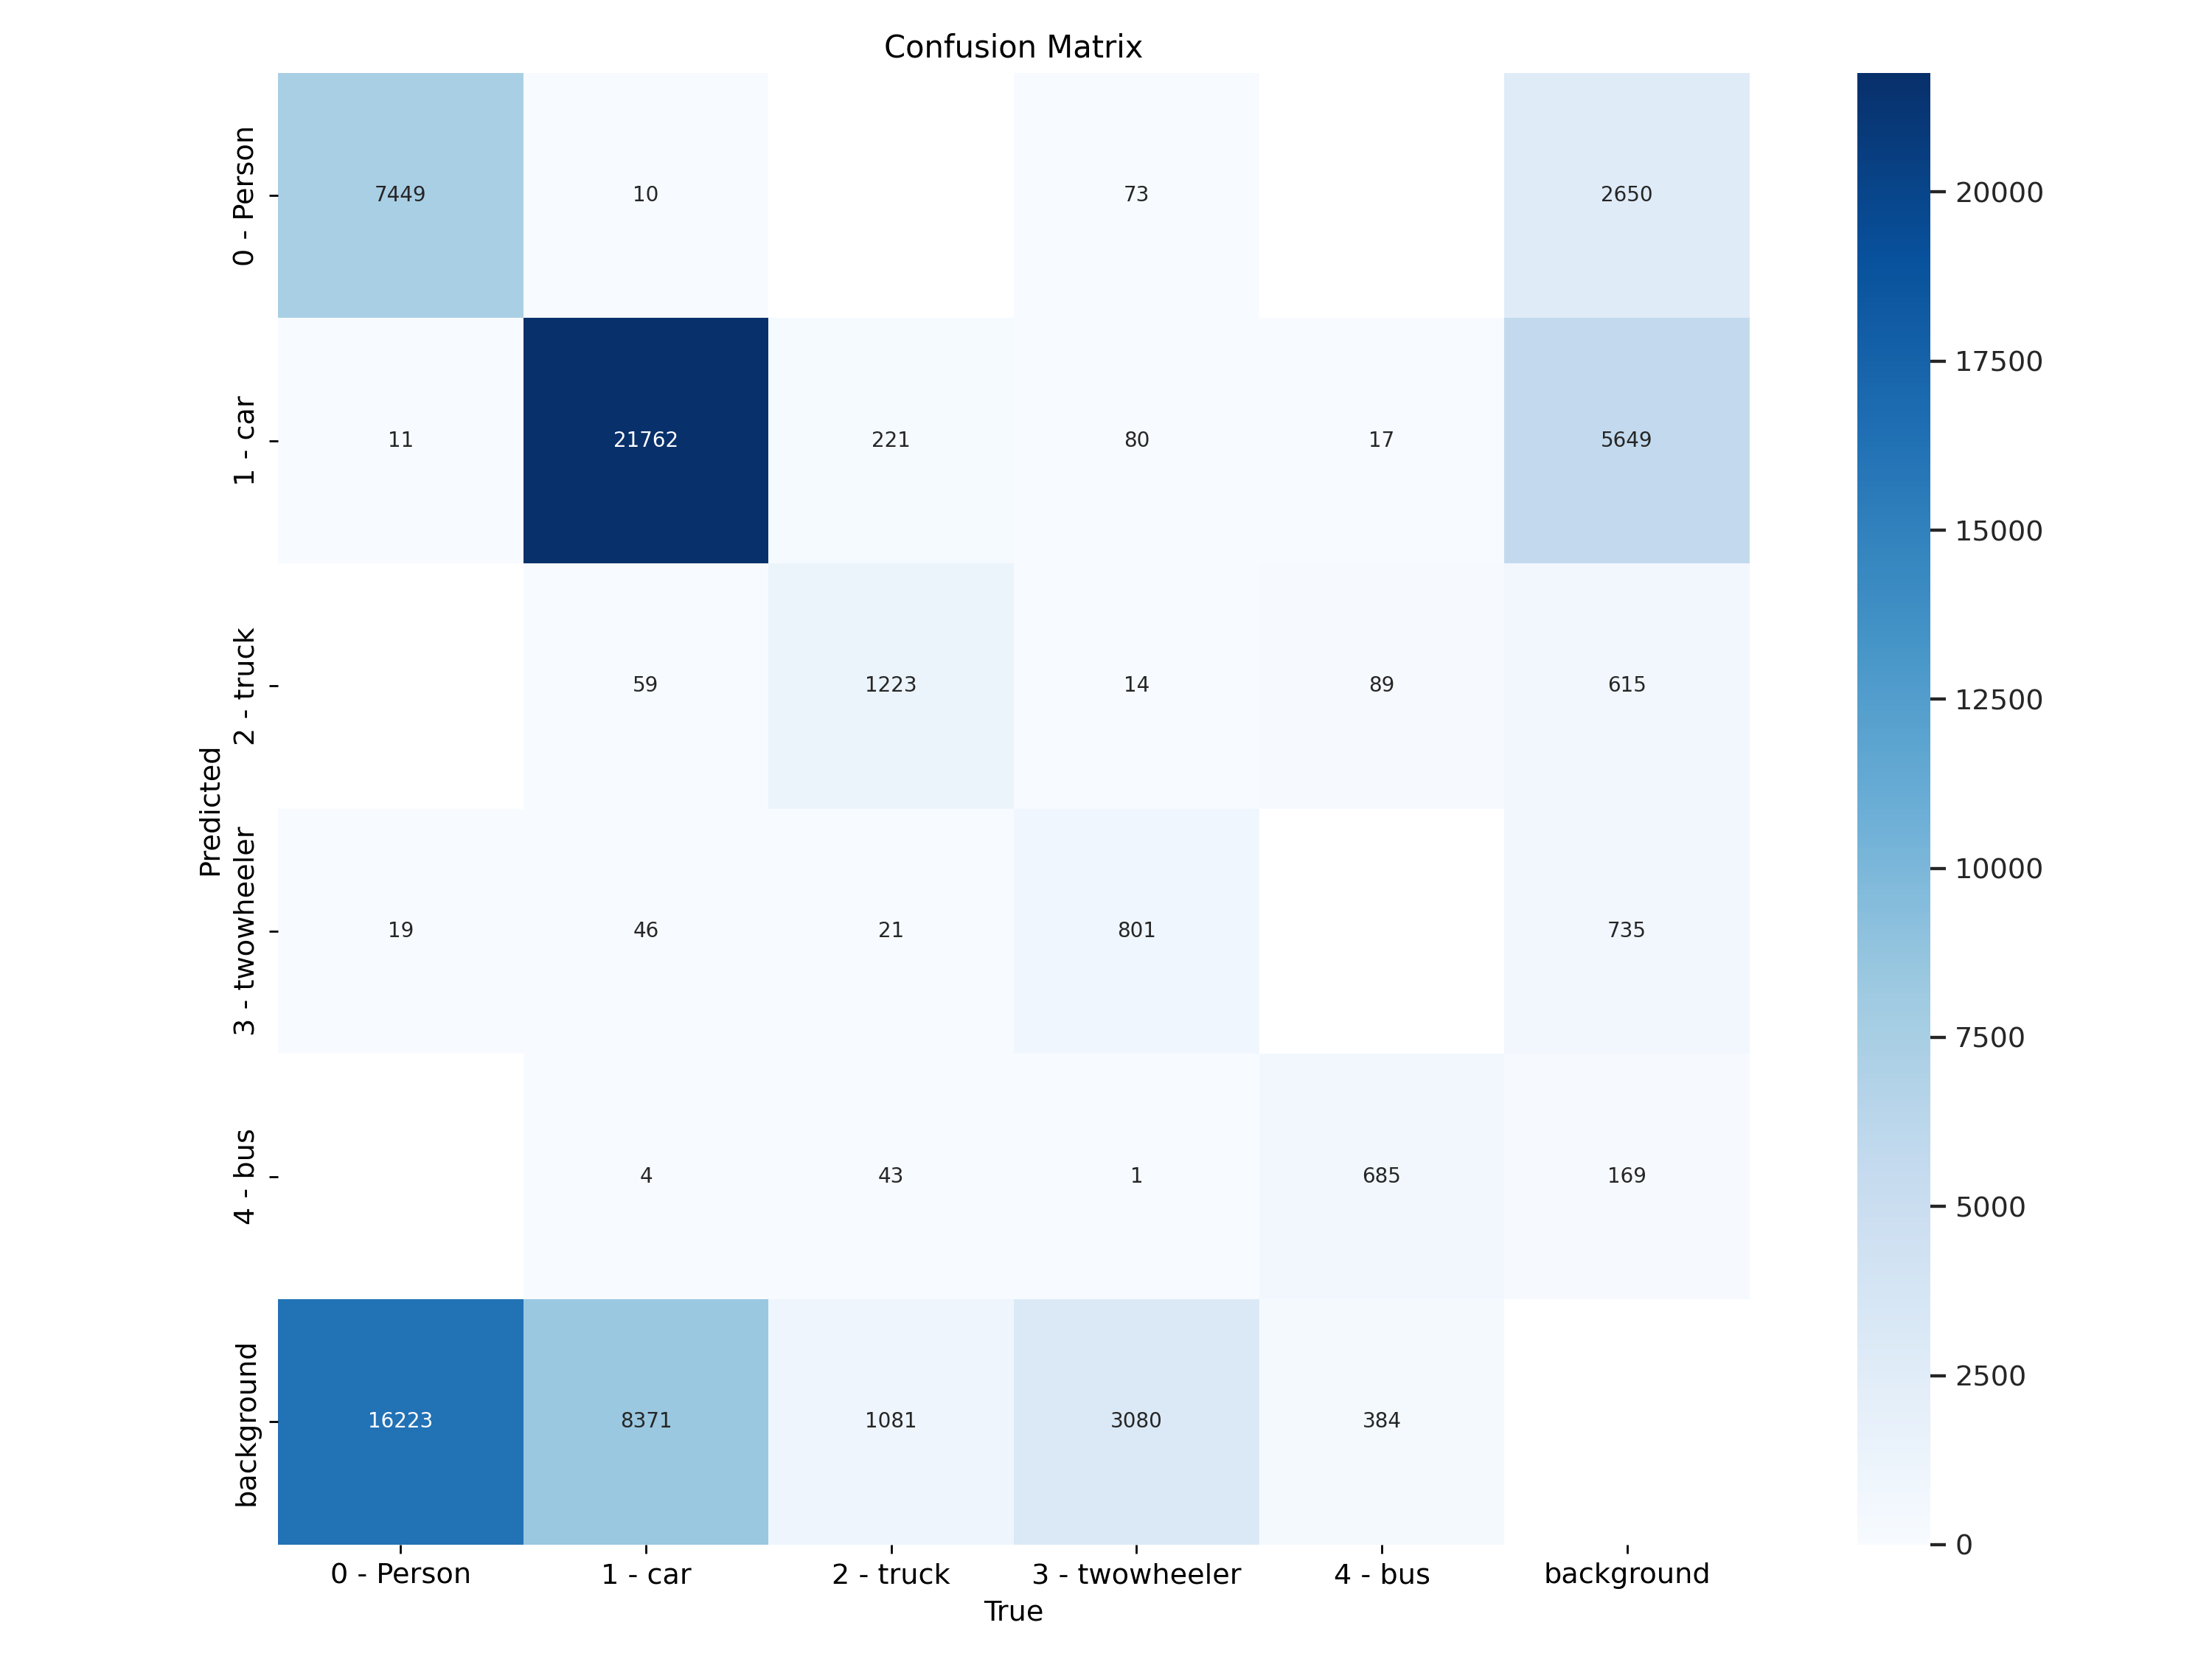 Confusion Matrix
0 - Person
7449 10 73 2650
1 - car
11 21762 221 80 17 5649
2 - truck
59 1223 14 89 615
3 - twowheeler
19 46 21 801 735
4 - bus
4 43 1 685 169
background
16223 8371 1081 3080 384
Predicted
0 - Person 1 - car 2 - truck 3 - twowheeler 4 - bus background
True
20000
17500
15000
12500
10000
7500
5000
2500
0